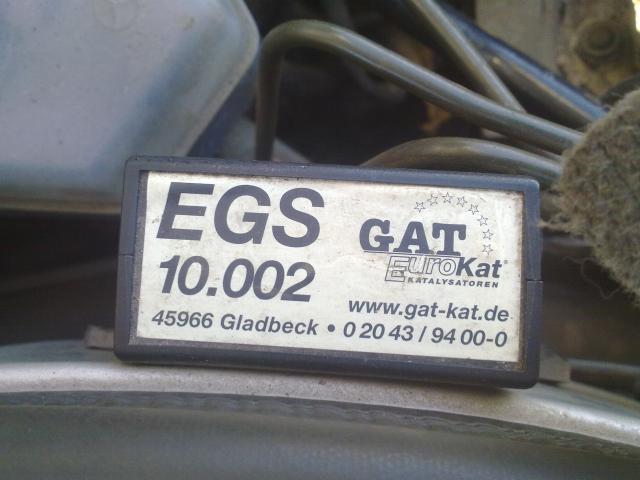 EGS
10.002
GAT
EuroKat®
KATALYSATOREN
www.gat-kat.de
45966 Gladbeck • 0 20 43 / 94 00-0